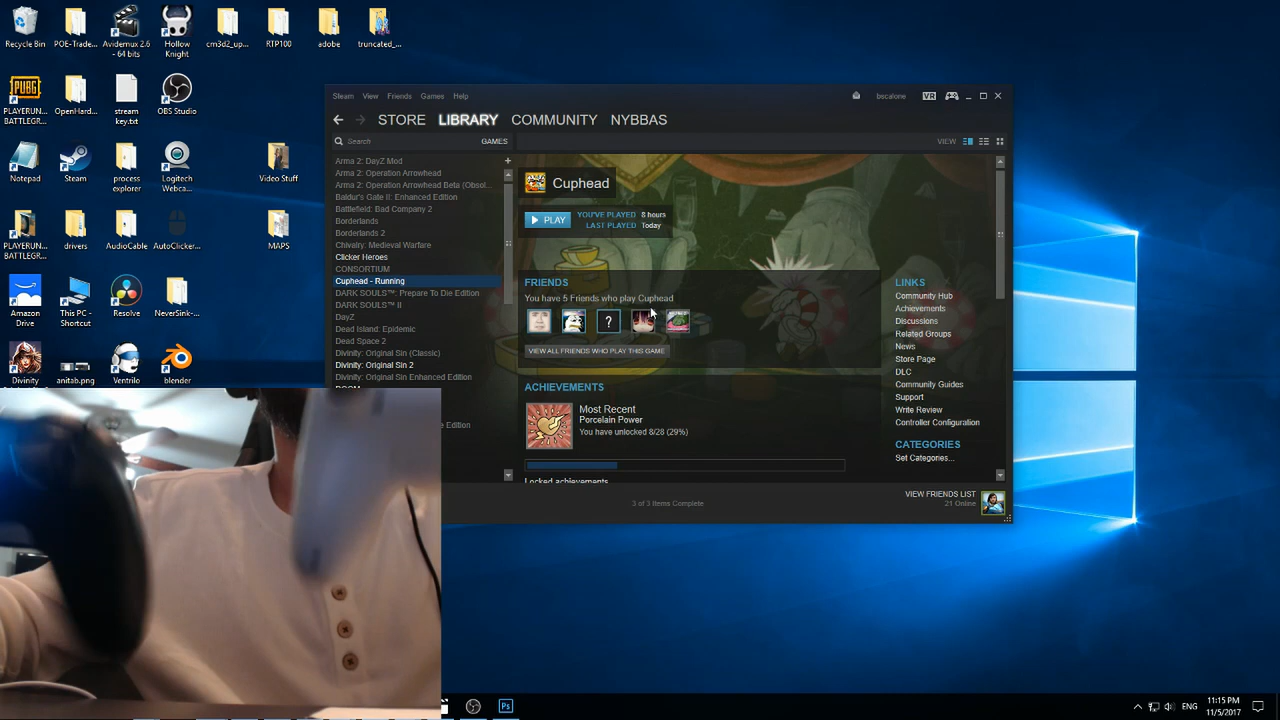 Recycle Bin
POE-Trade...
Avidemux 2.6 - 64 bits
Hollow Knight
cm3d2_up...
RTP100
adobe
truncated_...
PUBG
PLAYERUN...
BATTLEGR...
OpenHard...
stream
key.txt
OBS Studio
Notepad
Steam
process
explorer
Logitech
Webca...
Video Stuff
PLAYERUN...
BATTLEGR...
drivers
AudioCable
AutoClicker...
MAPS
Amazon
Drive
This PC -
Shortcut
Resolve
NeverSink-...
Divinity
anitab.png
Ventrilo
blender
Steam View Friends Games Help
bscalone VR
STORE LIBRARY COMMUNITY NYBBAS
Search GAMES
VIEW
Arma 2: DayZ Mod
Arma 2: Operation Arrowhead
Arma 2: Operation Arrowhead Beta (Obsol...
Baldur's Gate II: Enhanced Edition
Battlefield: Bad Company 2
Borderlands
Borderlands 2
Chivalry: Medieval Warfare
Clicker Heroes
CONSORTIUM
Cuphead - Running
DARK SOULS™: Prepare To Die Edition
DARK SOULS™ II
DayZ
Dead Island: Epidemic
Dead Space 2
Divinity: Original Sin (Classic)
Divinity: Original Sin 2
Divinity: Original Sin Enhanced Edition
DOOM
Cuphead
PLAY
YOU'VE PLAYED 8 hours
LAST PLAYED Today
FRIENDS
You have 5 Friends who play Cuphead
?
VIEW ALL FRIENDS WHO PLAY THIS GAME
ACHIEVEMENTS
Most Recent
Porcelain Power
You have unlocked 8/28 (29%)
Locked achievements
LINKS
Community Hub
Achievements
Discussions
Related Groups
News
Store Page
DLC
Community Guides
Support
Write Review
Controller Configuration
CATEGORIES
Set Categories...
3 of 3 Items Complete
VIEW FRIENDS LIST
21 Online
Ps
ENG
11:15 PM
11/5/2017